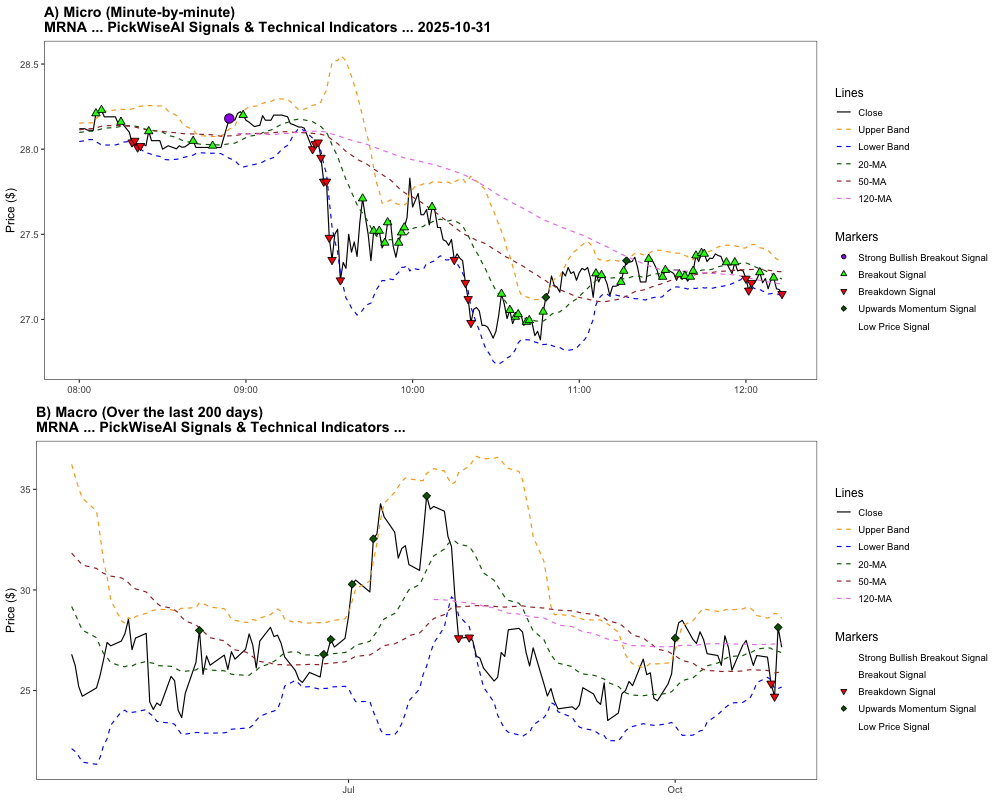 A) Micro (Minute-by-minute)
MRNA ... PickWiseAI Signals & Technical Indicators ... 2025-10-31
Price ($)
28.5
28.0
27.5
27.0
08:00
09:00
10:00
11:00
12:00
Lines
Close
Upper Band
Lower Band
20-MA
50-MA
120-MA
Markers
Strong Bullish Breakout Signal
Breakout Signal
Breakdown Signal
Upwards Momentum Signal
Low Price Signal
B) Macro (Over the last 200 days)
MRNA ... PickWiseAI Signals & Technical Indicators ...
Price ($)
35
30
25
Jul
Oct
Lines
Close
Upper Band
Lower Band
20-MA
50-MA
120-MA
Markers
Strong Bullish Breakout Signal
Breakout Signal
Breakdown Signal
Upwards Momentum Signal
Low Price Signal